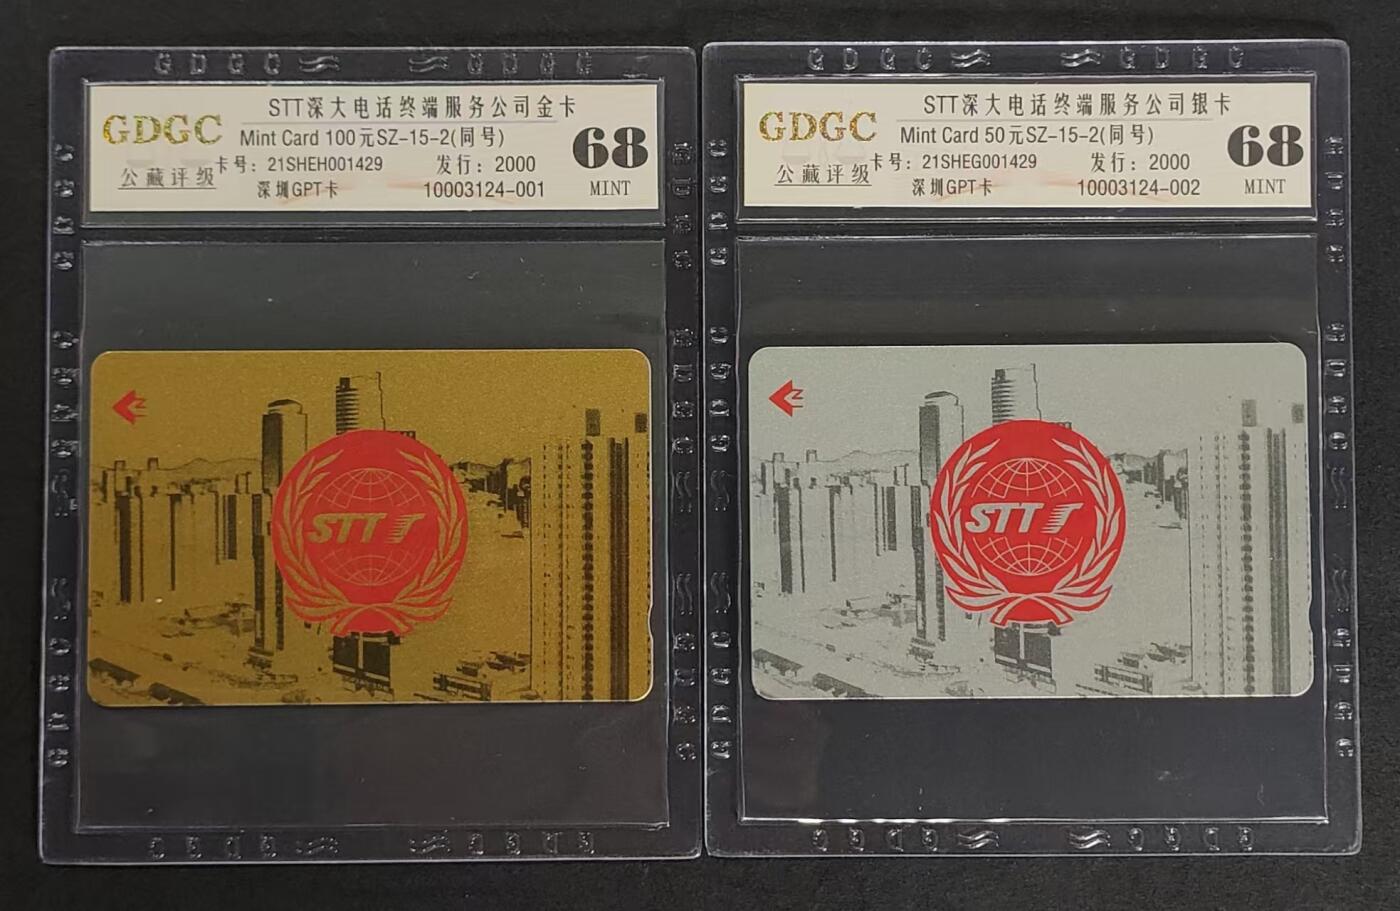 GDGC
公藏评级
STT深大电话终端服务公司金卡
Mint Card 100元SZ-15-2(同号)
卡号：21SHEH001429 发行：2000
深圳GPT卡 10003124-001
68
MINT
STT
GDGC
公藏评级
STT深大电话终端服务公司银卡
Mint Card 50元SZ-15-2(同号)
卡号：21SHEG001429 发行：2000
深圳GPT卡 10003124-002
68
MINT
STT